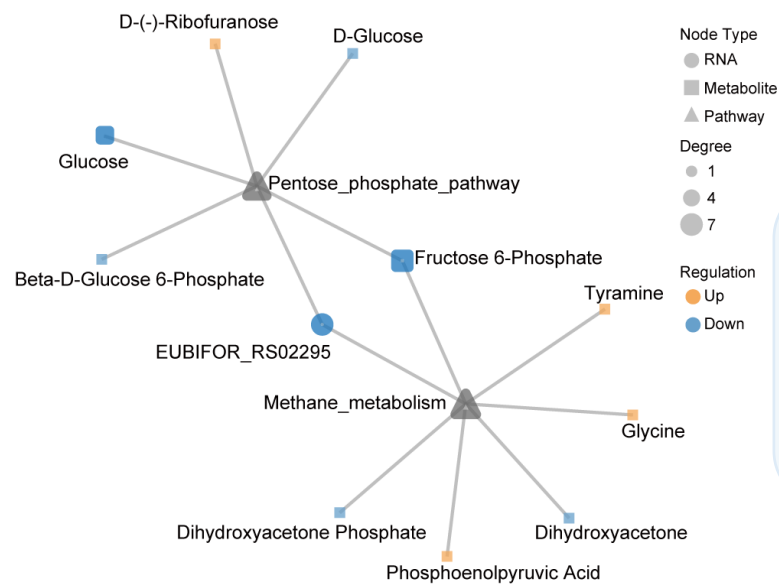 D-(-)-Ribofuranose
D-Glucose
Glucose
Pentose_phosphate_pathway
Beta-D-Glucose 6-Phosphate
Fructose 6-Phosphate
EUBIFOR_RS02295
Tyramine
Methane_metabolism
Glycine
Dihydroxyacetone Phosphate
Dihydroxyacetone
Phosphoenolpyruvic Acid
Node Type
RNA
Metabolite
Pathway
Degree
1
4
7
Regulation
Up
Down